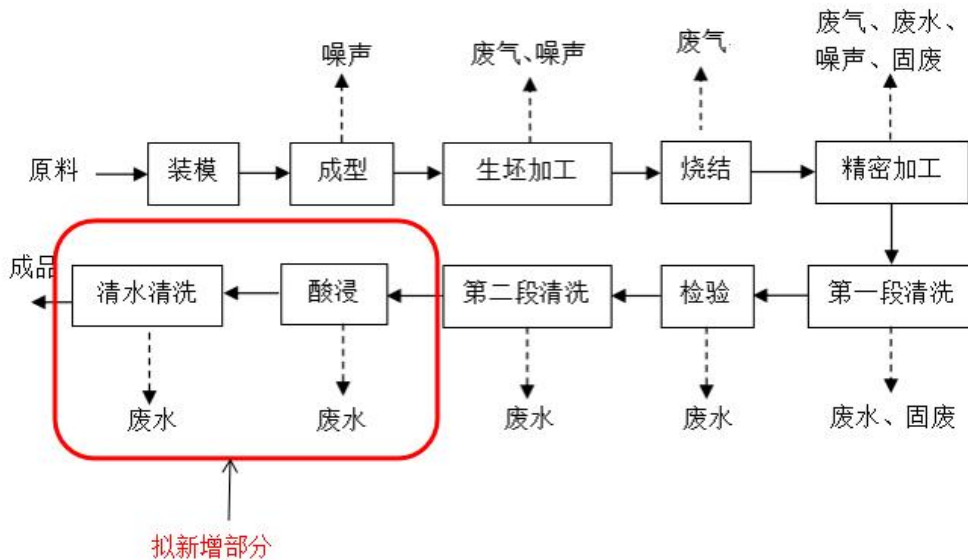 废气、废水、
噪声、固废
噪声
废气、噪声
废气
原料
装模
成型
生坯加工
烧结
精密加工
成品
清水清洗
酸浸
第二段清洗
检验
第一段清洗
废水
废水
废水
废水
废水、固废
拟新增部分